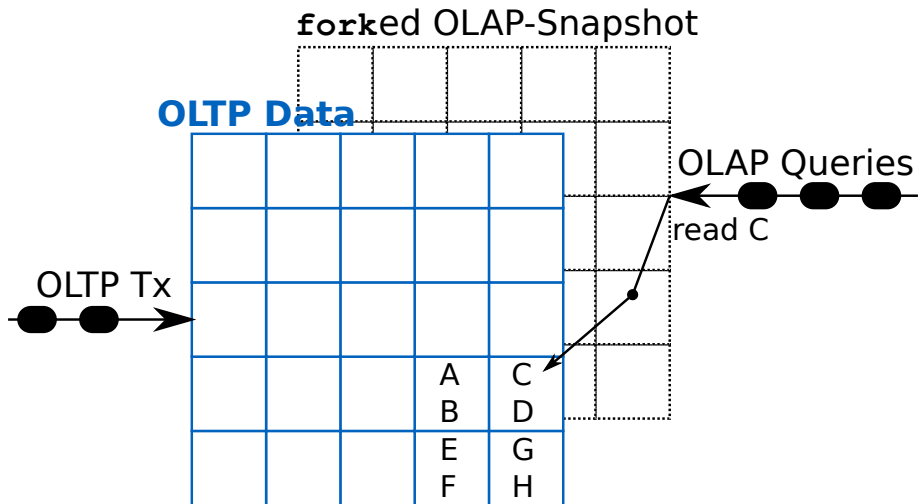 forked OLAP-Snapshot
OLTP Data
OLAP Queries
read C
OLTP Tx
A C
B D
E G
F H